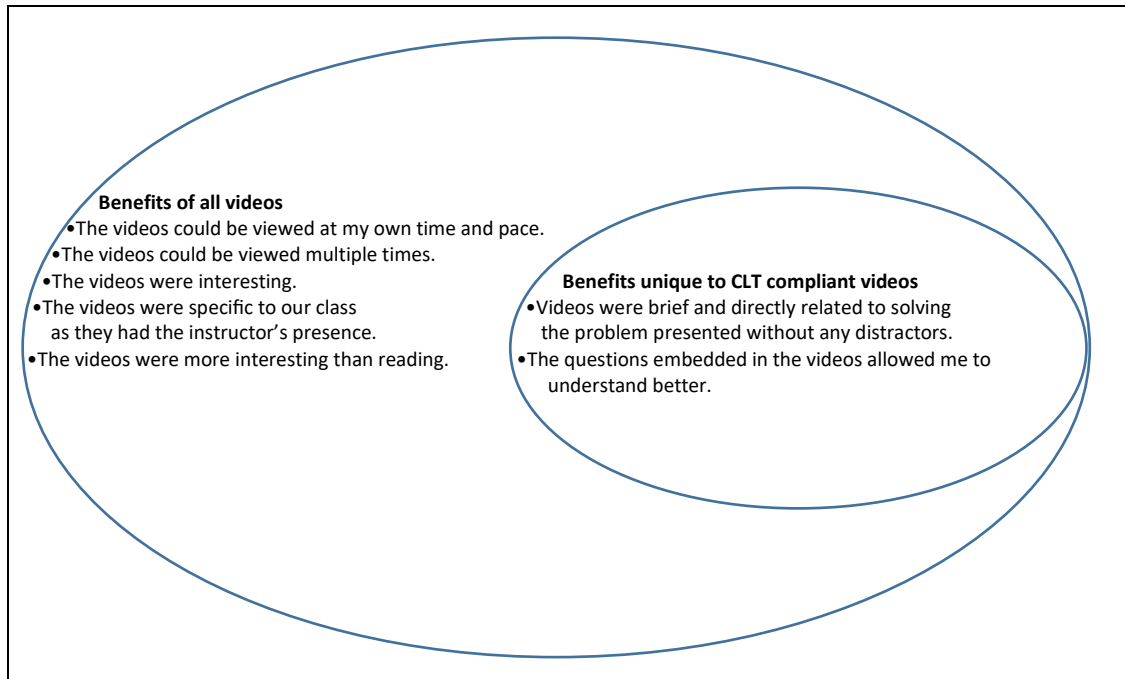 Benefits of all videos
•The videos could be viewed at my own time and pace.
•The videos could be viewed multiple times.
•The videos were interesting.
•The videos were specific to our class
as they had the instructor’s presence.
•The videos were more interesting than reading.
Benefits unique to CLT compliant videos
•Videos were brief and directly related to solving
the problem presented without any distractors.
•The questions embedded in the videos allowed me to
understand better.